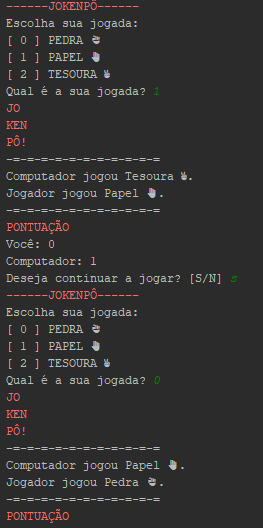 ------JOKENPÔ------
Escolha sua jogada:
[ 0 ] PEDRA ✊
[ 1 ] PAPEL ✋
[ 2 ] TESOURA ✌
Qual é a sua jogada? 1
JO
KEN
PÔ!
-=-=-=-=-=-=-=-=-=-=-=
Computador jogou Tesoura ✌.
Jogador jogou Papel ✋.
-=-=-=-=-=-=-=-=-=-=-=
PONTUAÇÃO
Você: 0
Computador: 1
Deseja continuar a jogar? [S/N] s
------JOKENPÔ------
Escolha sua jogada:
[ 0 ] PEDRA ✊
[ 1 ] PAPEL ✋
[ 2 ] TESOURA ✌
Qual é a sua jogada? 0
JO
KEN
PÔ!
-=-=-=-=-=-=-=-=-=-=-=
Computador jogou Papel ✋.
Jogador jogou Pedra ✊.
-=-=-=-=-=-=-=-=-=-=-=
PONTUAÇÃO